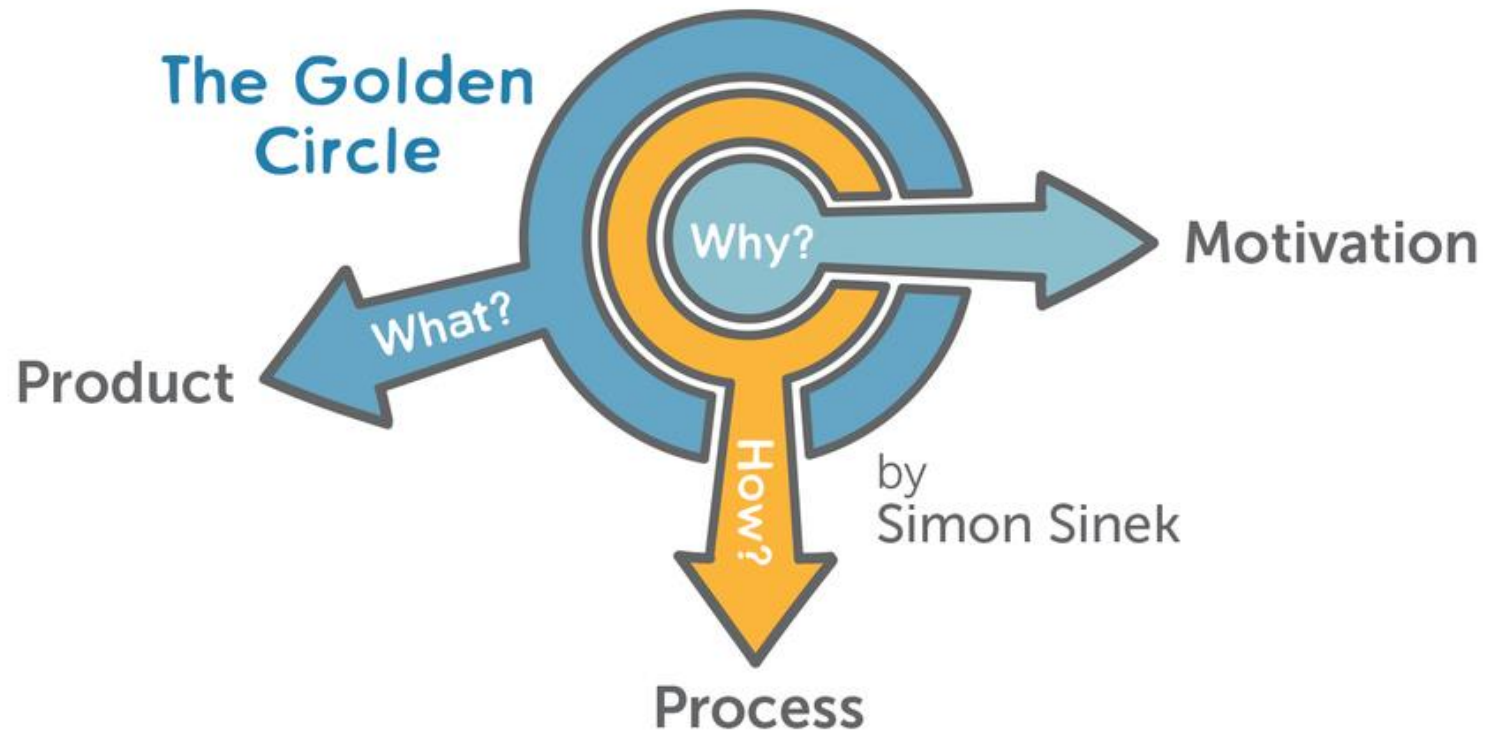 The Golden
Circle
Why?
Motivation
What?
Product
How?
by
Simon Sinek
Process